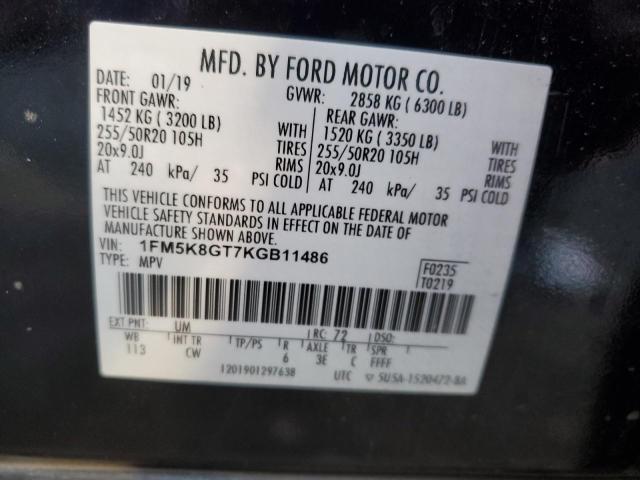 MFD. BY FORD MOTOR CO.
DATE: 01/19 GVWR: 2858 KG ( 6300 LB)
FRONT GAWR: REAR GAWR:
1452 KG ( 3200 LB) WITH 1520 KG ( 3350 LB) WITH
255/50R20 105H TIRES 255/50R20 105H TIRES
20x9.0J RIMS 20x9.0J RIMS
AT 240 kPa/ 35 PSI COLD AT 240 kPa/ 35 PSI COLD
THIS VEHICLE CONFORMS TO ALL APPLICABLE FEDERAL MOTOR
VEHICLE SAFETY STANDARDS IN EFFECT ON THE DATE OF
MANUFACTURE SHOWN ABOVE.
VIN: 1FM5K8GT7KGB11486
TYPE: MPV
F0235
T0219
EXT PNT: UM RC: 72 DSO:
WB INT TR TP/PS R AXLE TR SPR
113 CW 6 3E C FFFF
1201901297638 UTC ▽ 5U5A-1520472-BA